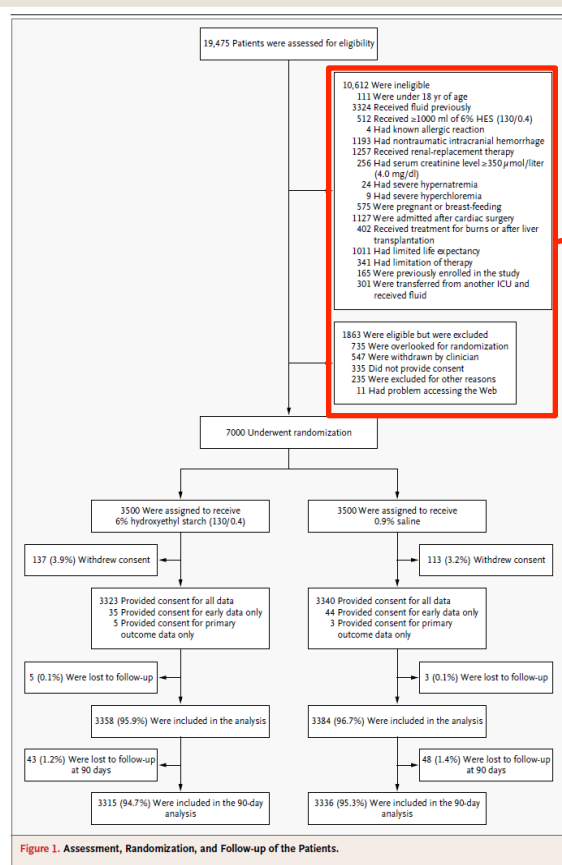 19,475 Patients were assessed for eligibility
10,612 Were ineligible
111 Were under 18 yr of age
3324 Received fluid previously
512 Received ≥1000 ml of 6% HES (130/0.4)
4 Had known allergic reaction
1193 Had nontraumatic intracranial hemorrhage
1257 Received renal-replacement therapy
256 Had serum creatinine level ≥350 μmol/liter
(4.0 mg/dl)
24 Had severe hypernatremia
9 Had severe hyperchloremia
575 Were pregnant or breast-feeding
1127 Were admitted after cardiac surgery
402 Received treatment for burns or after liver
transplantation
1011 Had limited life expectancy
341 Had limitation of therapy
165 Were previously enrolled in the study
301 Were transferred from another ICU and
received fluid
1863 Were eligible but were excluded
735 Were overlooked for randomization
547 Were withdrawn by clinician
335 Did not provide consent
235 Were excluded for other reasons
11 Had problem accessing the Web
7000 Underwent randomization
3500 Were assigned to receive
6% hydroxyethyl starch (130/0.4)
3500 Were assigned to receive
0.9% saline
137 (3.9%) Withdrew consent
113 (3.2%) Withdrew consent
3323 Provided consent for all data
35 Provided consent for early data only
5 Provided consent for primary
outcome data only
3340 Provided consent for all data
44 Provided consent for early data only
3 Provided consent for primary
outcome data only
5 (0.1%) Were lost to follow-up
3 (0.1%) Were lost to follow-up
3358 (95.9%) Were included in the analysis
3384 (96.7%) Were included in the analysis
43 (1.2%) Were lost to follow-up
at 90 days
48 (1.4%) Were lost to follow-up
at 90 days
3315 (94.7%) Were included in the 90-day
analysis
3336 (95.3%) Were included in the 90-day
analysis
Figure 1. Assessment, Randomization, and Follow-up of the Patients.